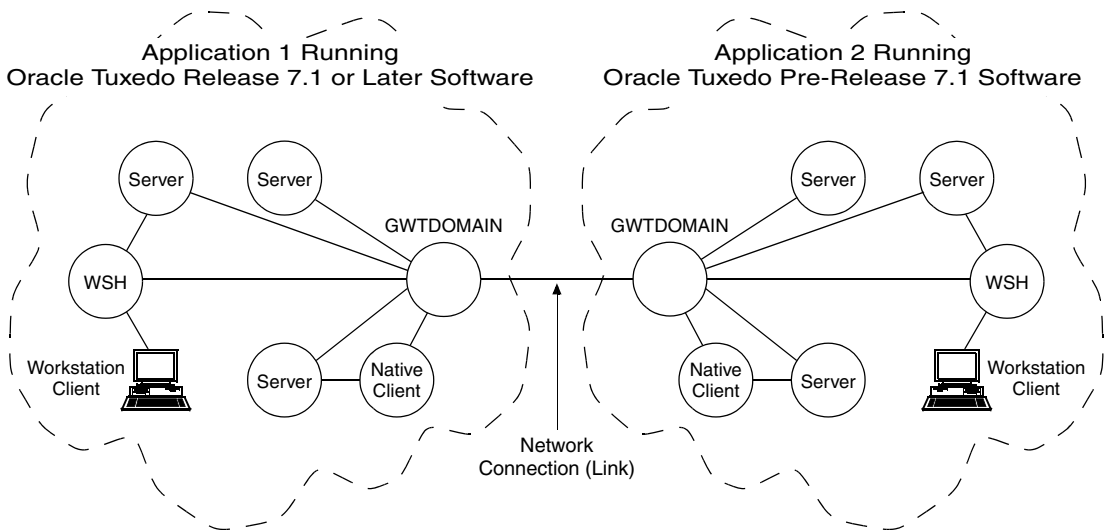 Application 1 Running
Oracle Tuxedo Release 7.1 or Later Software
Application 2 Running
Oracle Tuxedo Pre-Release 7.1 Software
Server
Server
Server
Server
GWTDOMAIN
GWTDOMAIN
WSH
WSH
Workstation
Client
Server
Native
Client
Native
Client
Server
Workstation
Client
Network
Connection (Link)